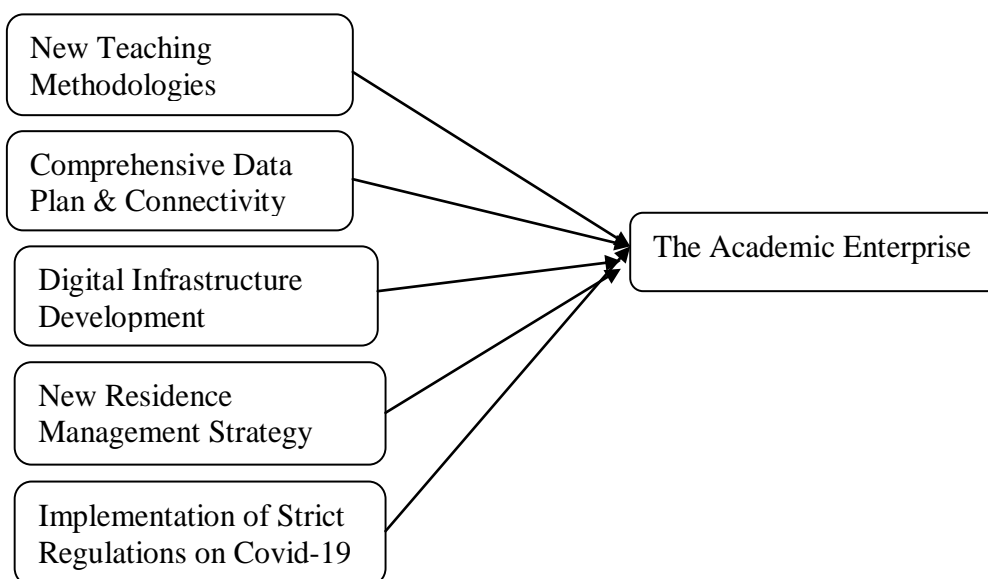 New Teaching
Methodologies
Comprehensive Data
Plan & Connectivity
Digital Infrastructure
Development
New Residence
Management Strategy
Implementation of Strict
Regulations on Covid-19
The Academic Enterprise